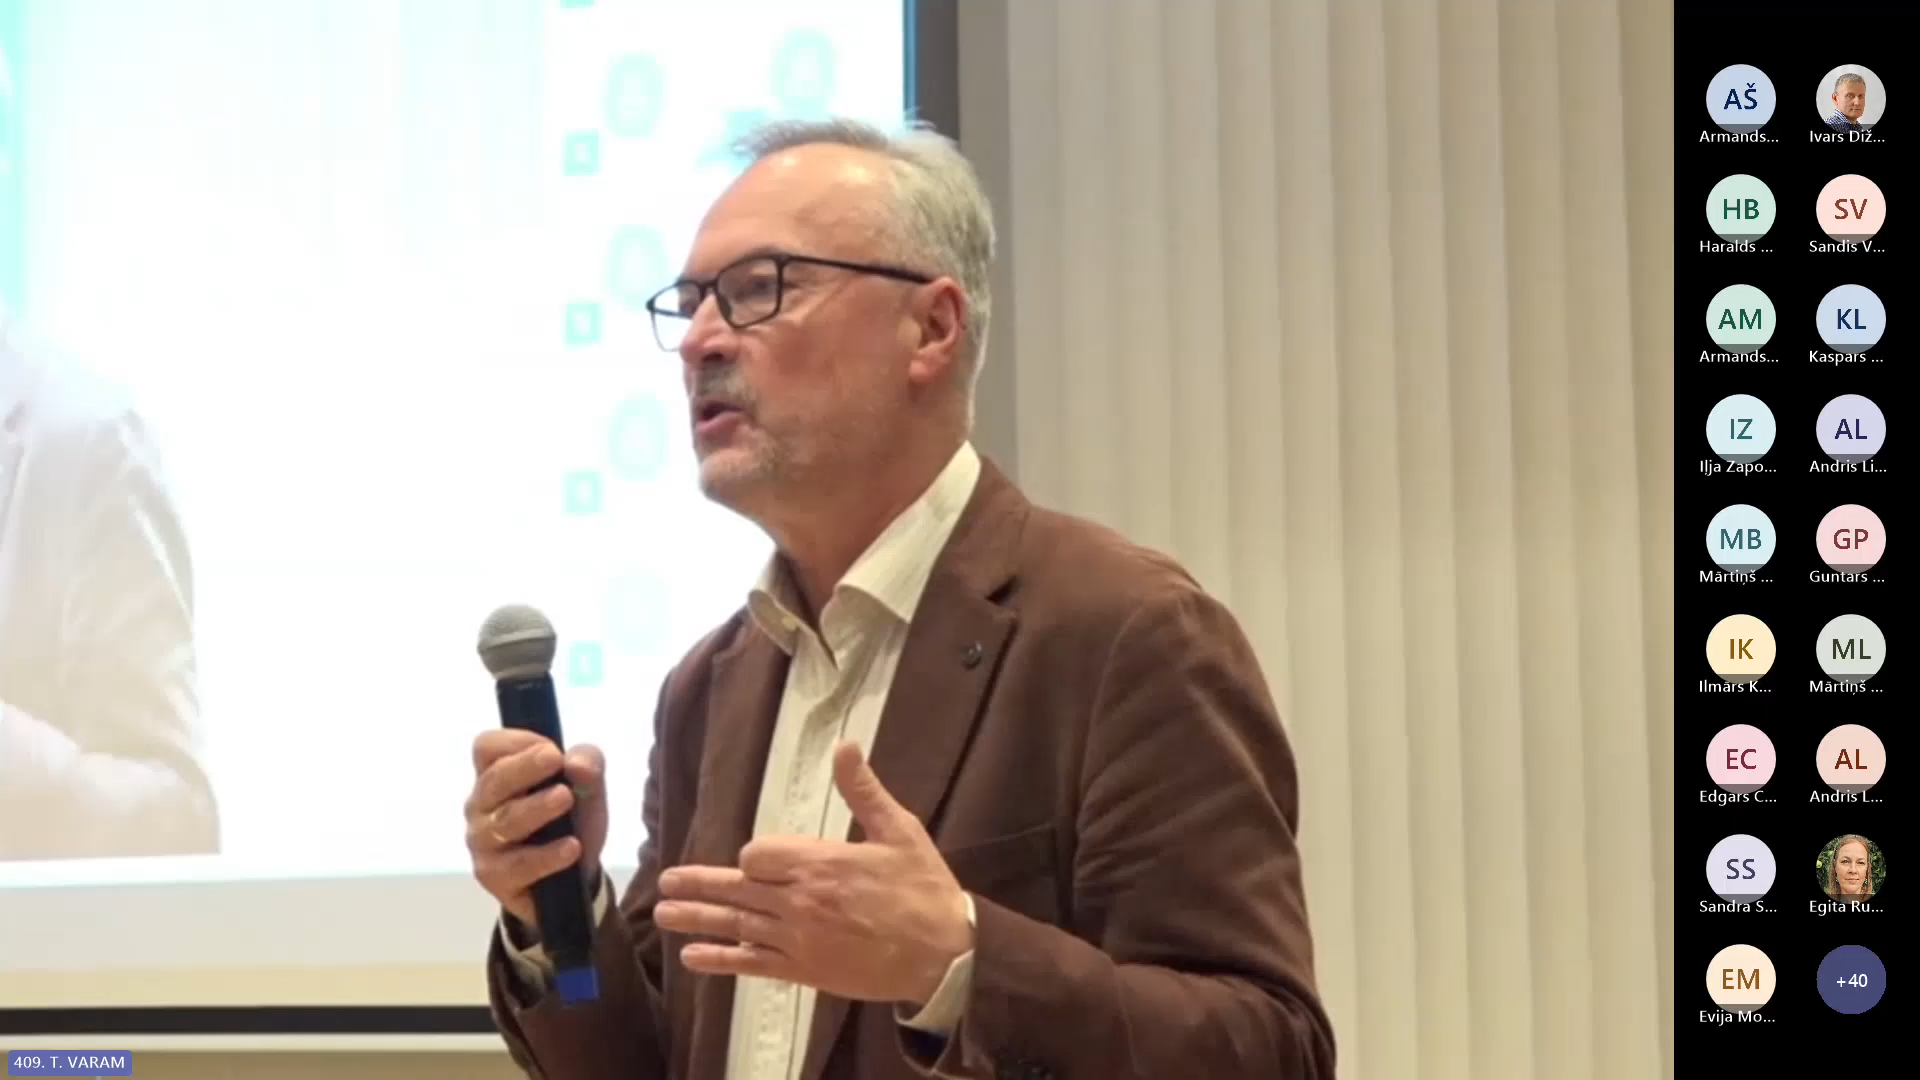 AŠ
Armands...
Ivars Diž...
HB
Haralds ...
SV
Sandis V...
AM
Armands...
KL
Kaspars ...
IZ
Iļja Zapo...
AL
Andris Li...
MB
Mārtiņš ...
GP
Guntars ...
IK
Ilmārs K...
ML
Mārtiņš ...
EC
Edgars C...
AL
Andris L...
SS
Sandra S...
Egita Ru...
EM
Evija Mo...
+40
409. T. VARAM